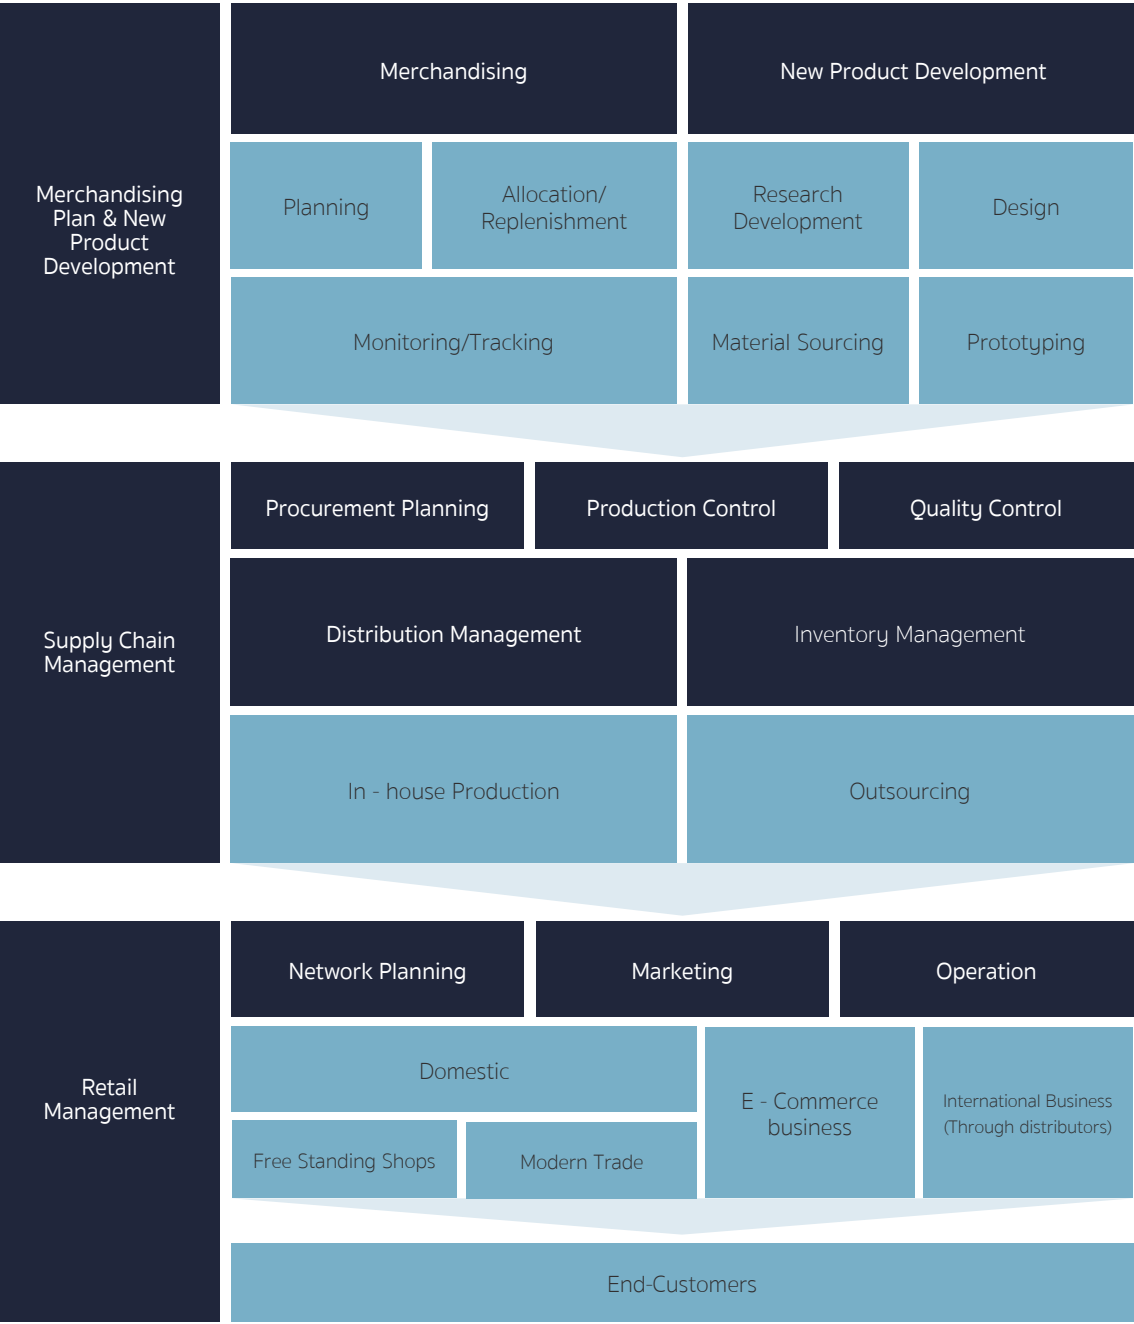 Merchandising
Plan & New
Product
Development
Merchandising
New Product Development
Planning
Allocation/
Replenishment
Research
Development
Design
Monitoring/Tracking
Material Sourcing
Prototyping
Supply Chain
Management
Procurement Planning
Production Control
Quality Control
Distribution Management
Inventory Management
In - house Production
Outsourcing
Retail
Management
Network Planning
Marketing
Operation
Domestic
E - Commerce
business
International Business
(Through distributors)
Free Standing Shops
Modern Trade
End-Customers